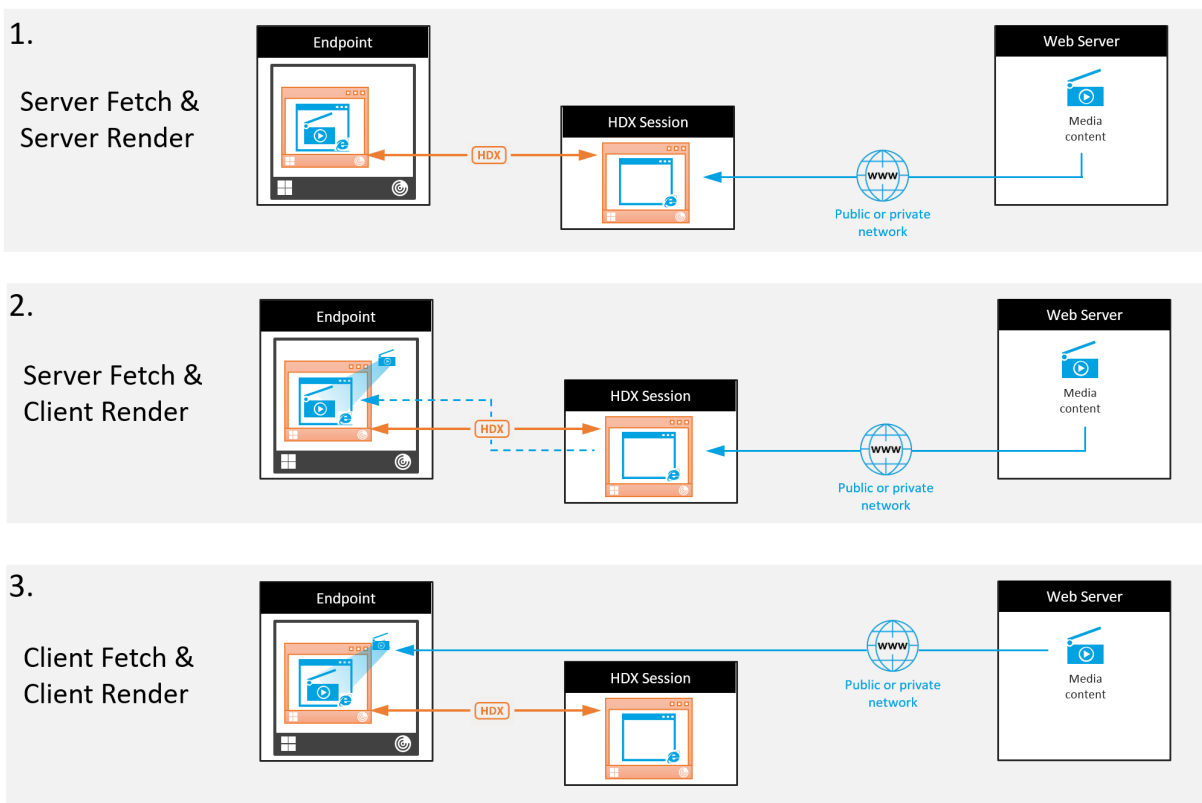 1.
Server Fetch &
Server Render
Endpoint
HDX
HDX Session
www
Public or private
network
Web Server
Media
content
2.
Server Fetch &
Client Render
Endpoint
HDX
HDX Session
www
Public or private
network
Web Server
Media
content
3.
Client Fetch &
Client Render
Endpoint
HDX
HDX Session
www
Public or private
network
Web Server
Media
content